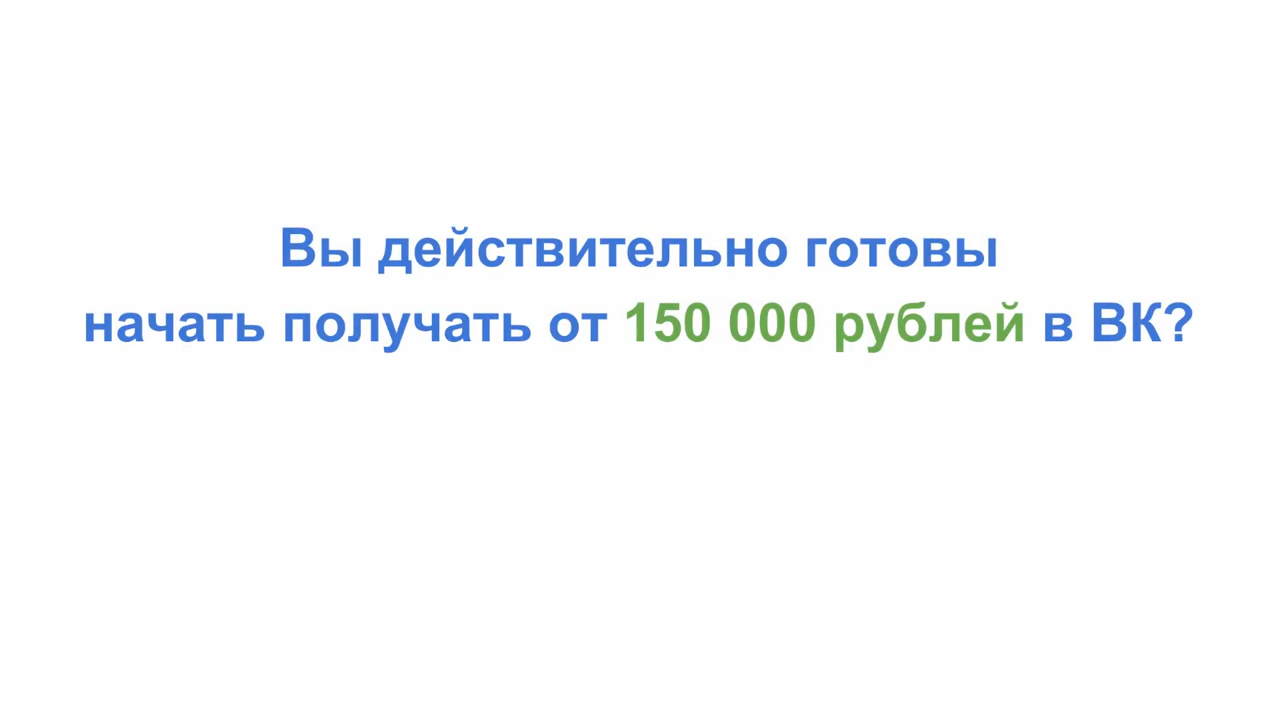 Вы действительно готовы
начать получать от 150 000 рублей в ВК?